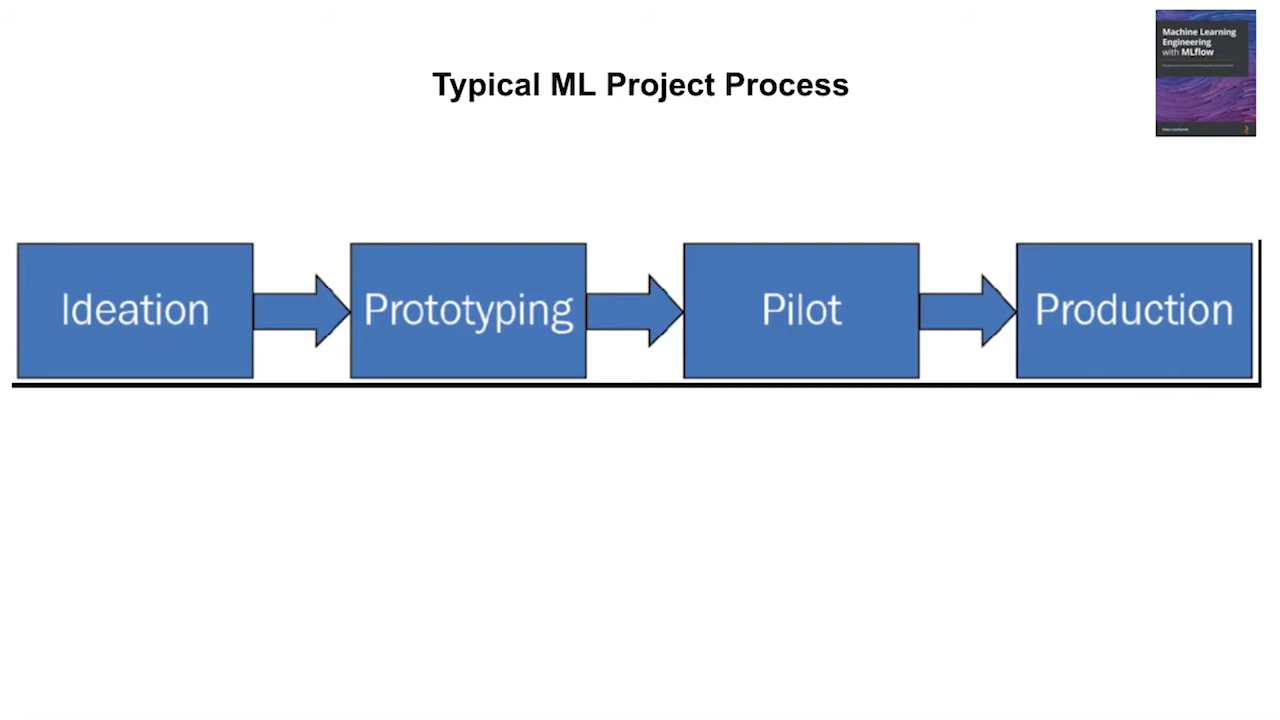 Machine Learning
Engineering
with MLflow
Typical ML Project Process
Ideation
Prototyping
Pilot
Production